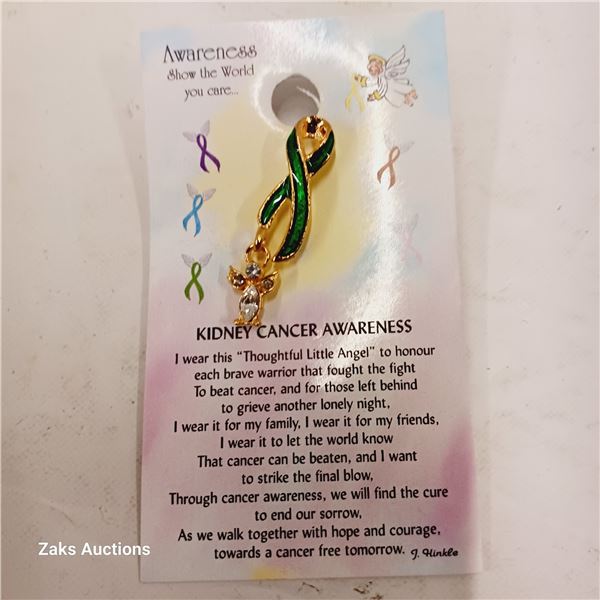 Awareness
Show the World
you care...
KIDNEY CANCER AWARENESS
I wear this "Thoughtful Little Angel" to honour
each brave warrior that fought the fight
To beat cancer, and for those left behind
to grieve another lonely night,
I wear it for my family, I wear it for my friends,
I wear it to let the world know
That cancer can be beaten, and I want
to strike the final blow,
Through cancer awareness, we will find the cure
to end our sorrow,
As we walk together with hope and courage,
towards a cancer free tomorrow. J. Hinkle
Zaks Auctions